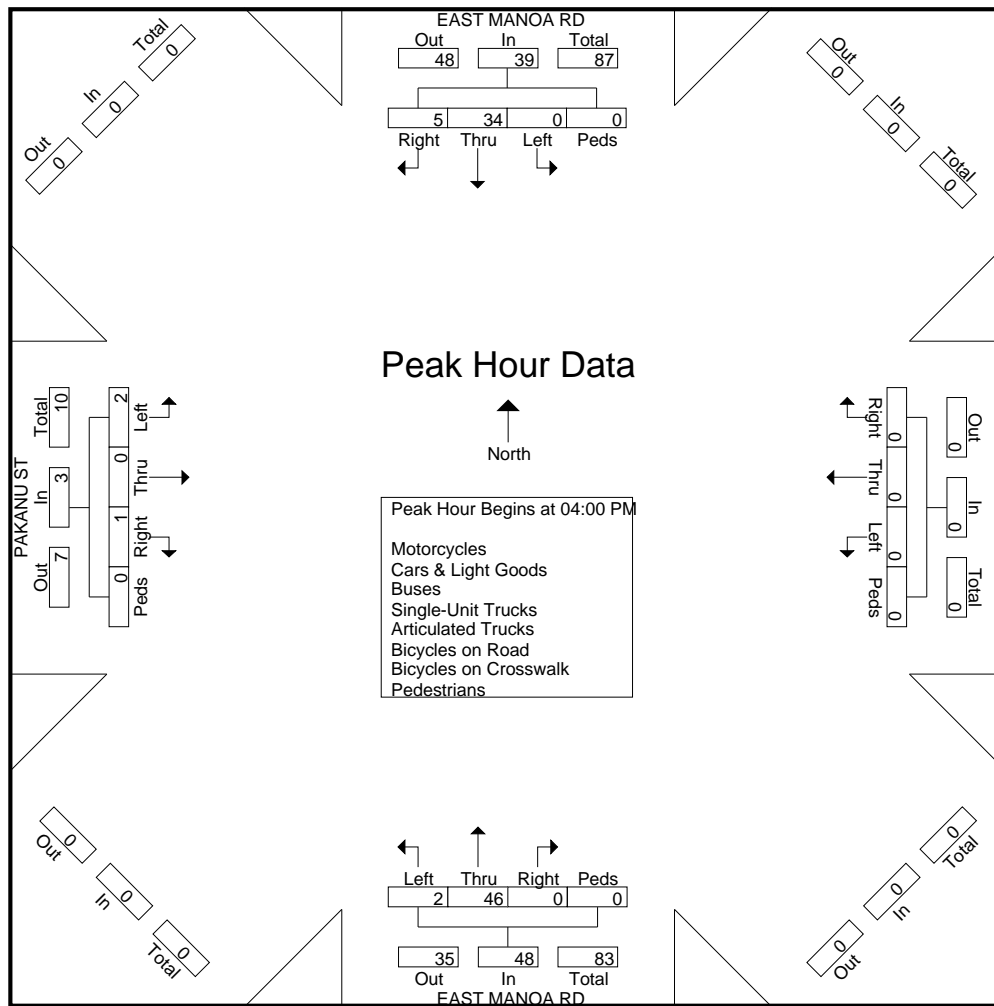 EAST MANOA RD
Out In Total
48 39 87
5 34 0 0
Right Thru Left Peds
Total
0
In
0
Out
0
Out
0
In
0
Total
0
PAKANU ST
Total In Out
10 3 7
2 0 1 0
Left Thru Right Peds
Peak Hour Data
North
Peak Hour Begins at 04:00 PM
Motorcycles
Cars & Light Goods
Buses
Single-Unit Trucks
Articulated Trucks
Bicycles on Road
Bicycles on Crosswalk
Pedestrians
Right Thru Left Peds
0 0 0 0
Out In Total
0 0 0
0
Out
0
In
0
Total
0
Total
0
In
0
Out
Left Thru Right Peds
2 46 0 0
35 48 83
Out In Total
EAST MANOA RD